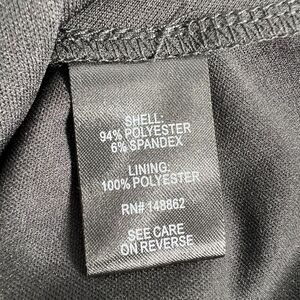 SHELL:
94% POLYESTER
6% SPANDEX
LINING:
100% POLYESTER
RN# 148862
SEE CARE
ON REVERSE